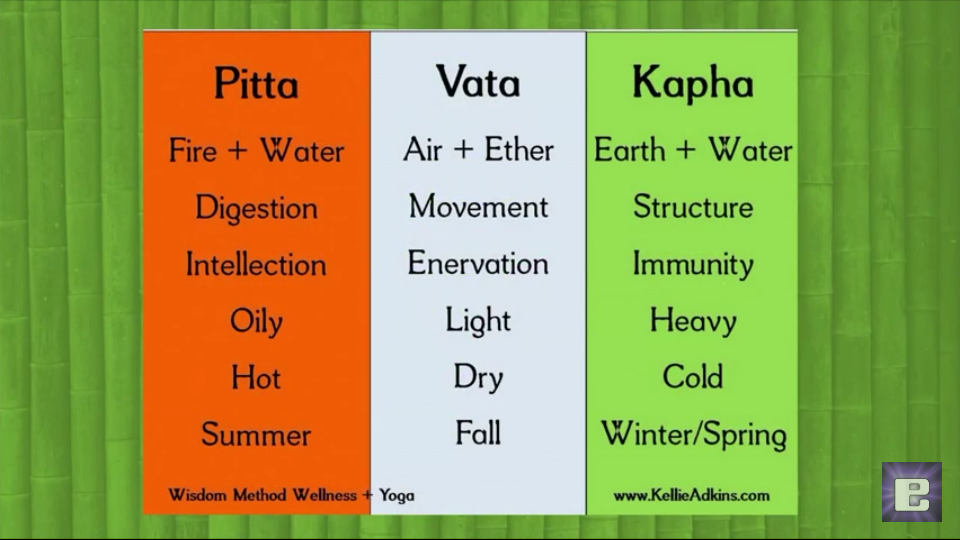 Pitta
Fire + Water
Digestion
Intellection
Oily
Hot
Summer
Vata
Air + Ether
Movement
Enervation
Light
Dry
Fall
Kapha
Earth + Water
Structure
Immunity
Heavy
Cold
Winter/Spring
Wisdom Method Wellness + Yoga
www.KellieAdkins.com
e